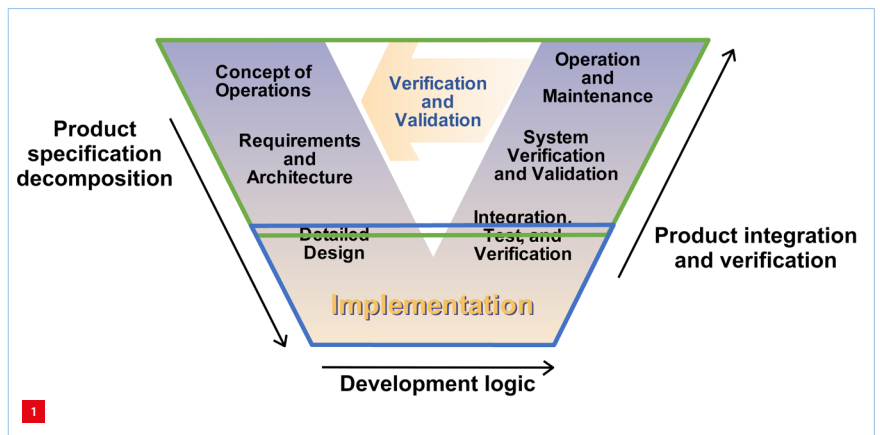 Concept of
Operations
Requirements
and
Architecture
Detailed
Design
Verification
and
Validation
Operation
and
Maintenance
System
Verification
and Validation
Integration,
Test, and
Verification
Implementation
Product
specification
decomposition
Product integration
and verification
Development logic
1